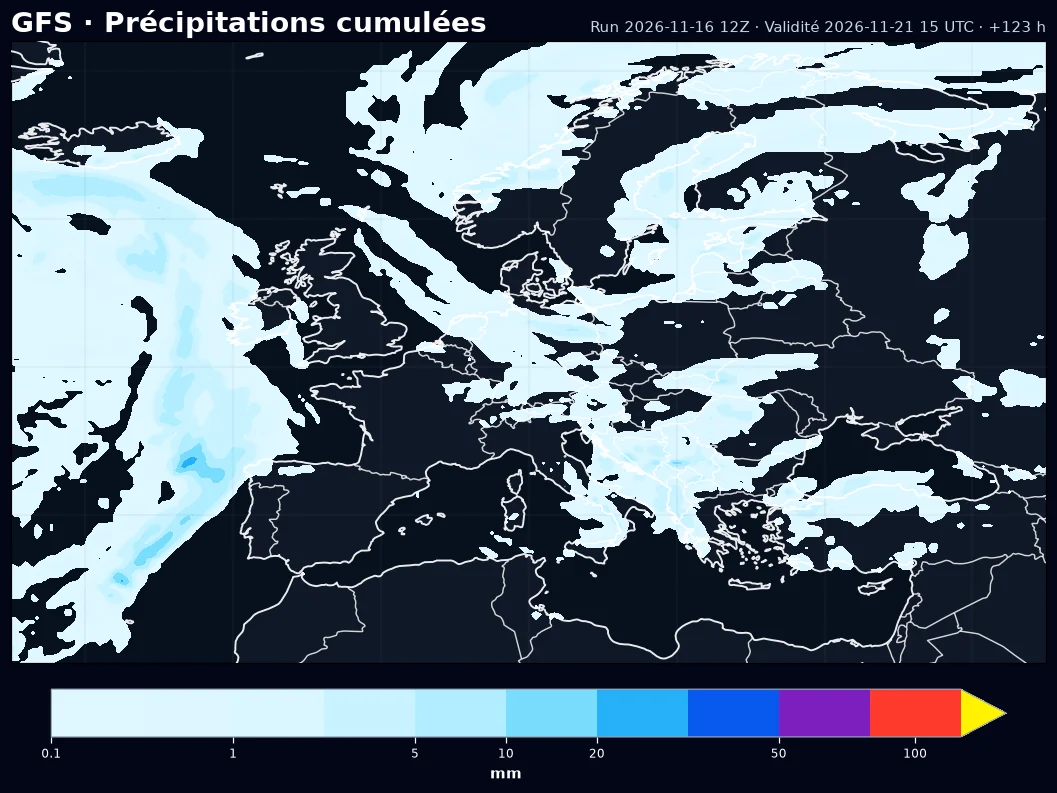 GFS · Précipitations cumulées
Run 2026-11-16 12Z · Validité 2026-11-21 15 UTC · +123 h
0.1 1 5 10 20 50 100
mm